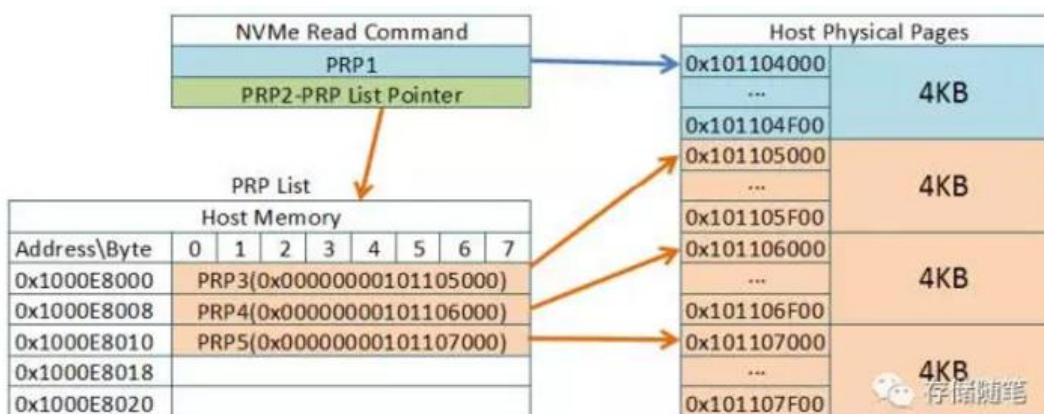 NVMe Read Command
PRP1
PRP2-PRP List Pointer
PRP List
Host Memory
Address\Byte 0 1 2 3 4 5 6 7
0x1000E8000 PRP3(0x0000000101105000)
0x1000E8008 PRP4(0x0000000101106000)
0x1000E8010 PRP5(0x0000000101107000)
0x1000E8018
0x1000E8020
Host Physical Pages
0x101104000
...
0x101104F00
4KB
0x101105000
...
0x101105F00
4KB
0x101106000
...
0x101106F00
4KB
0x101107000
...
0x101107F00
4KB
存储随笔